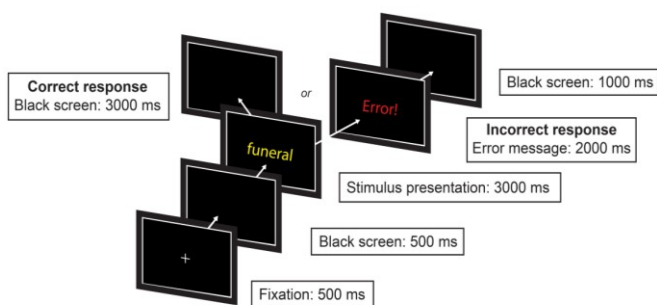 Correct response
Black screen: 3000 ms
or
Error!
Black screen: 1000 ms
Incorrect response
Error message: 2000 ms
funeral
Stimulus presentation: 3000 ms
Black screen: 500 ms
+
Fixation: 500 ms